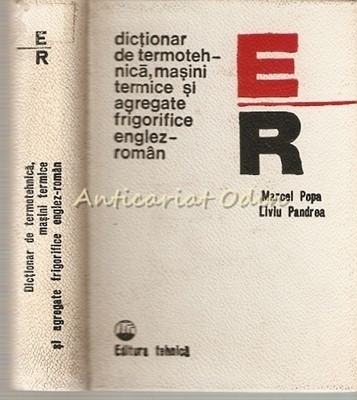 E
R
Dicționar de termotehnică,
mașini termice
și agregate frigorifice englez-român
dicționar
de termoteh-
nică, mașini
termice și
agregate
frigorifice
englez-
român
E
R
Anticariat Odin
Marcel Popa
Liviu Pandrea
Editura tehnică